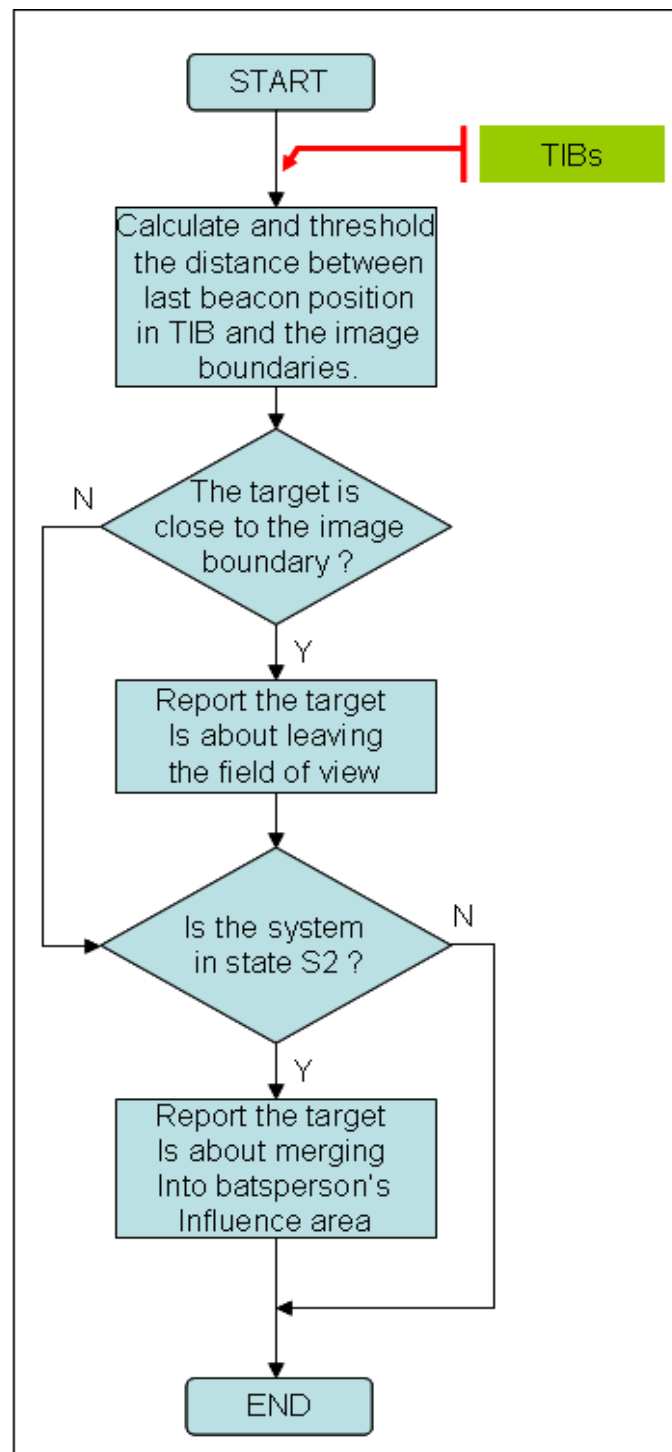 START
TIBs
Calculate and threshold
the distance between
last beacon position
in TIB and the image
boundaries.
The target is
close to the image
boundary ?
N
Y
Report the target
Is about leaving
the field of view
Is the system
in state S2 ?
N
Y
Report the target
Is about merging
Into batsperson's
Influence area
END